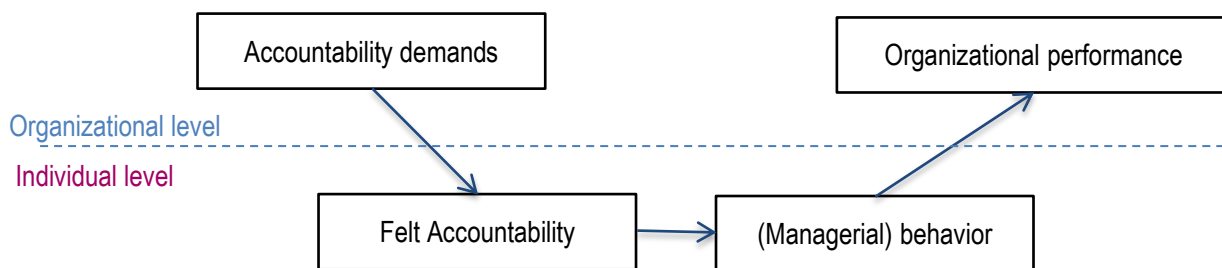 Accountability demands
Organizational performance
Organizational level
Individual level
Felt Accountability
(Managerial) behavior